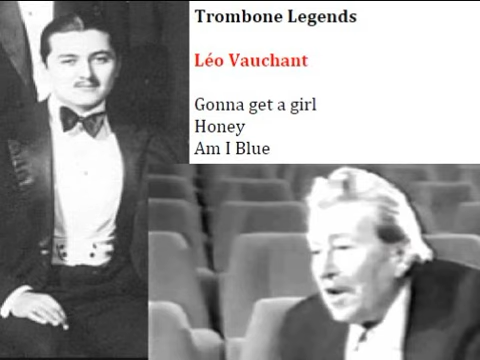 Trombone Legends
Léo Vauchant
Gonna get a girl
Honey
Am I Blue